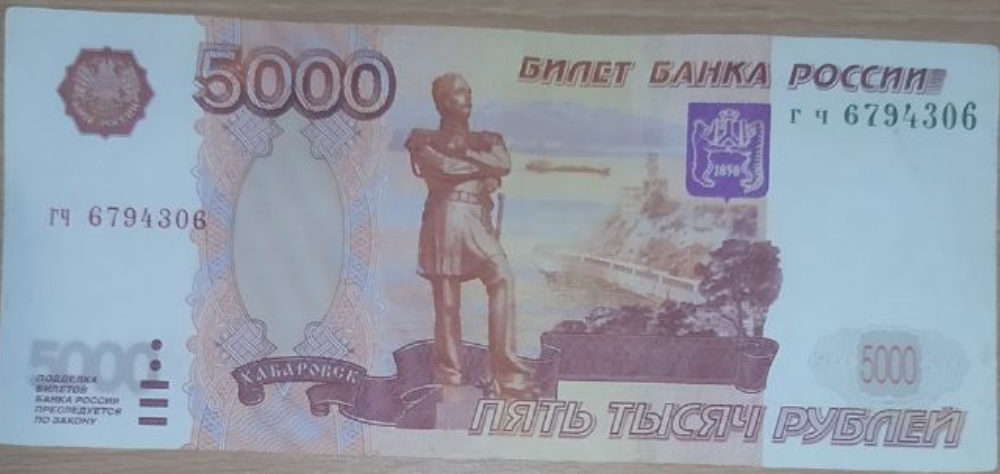 5000
БИЛЕТ БАНКА РОССИИ
гч 6794306
гч 6794306
1858
ХАБАРОВСК
5000
ПОДДЕЛКА
БИЛЕТОВ
БАНКА РОССИИ
ПРЕСЛЕДУЕТСЯ
ПО ЗАКОНУ
5000
ПЯТЬ ТЫСЯЧ РУБЛЕЙ